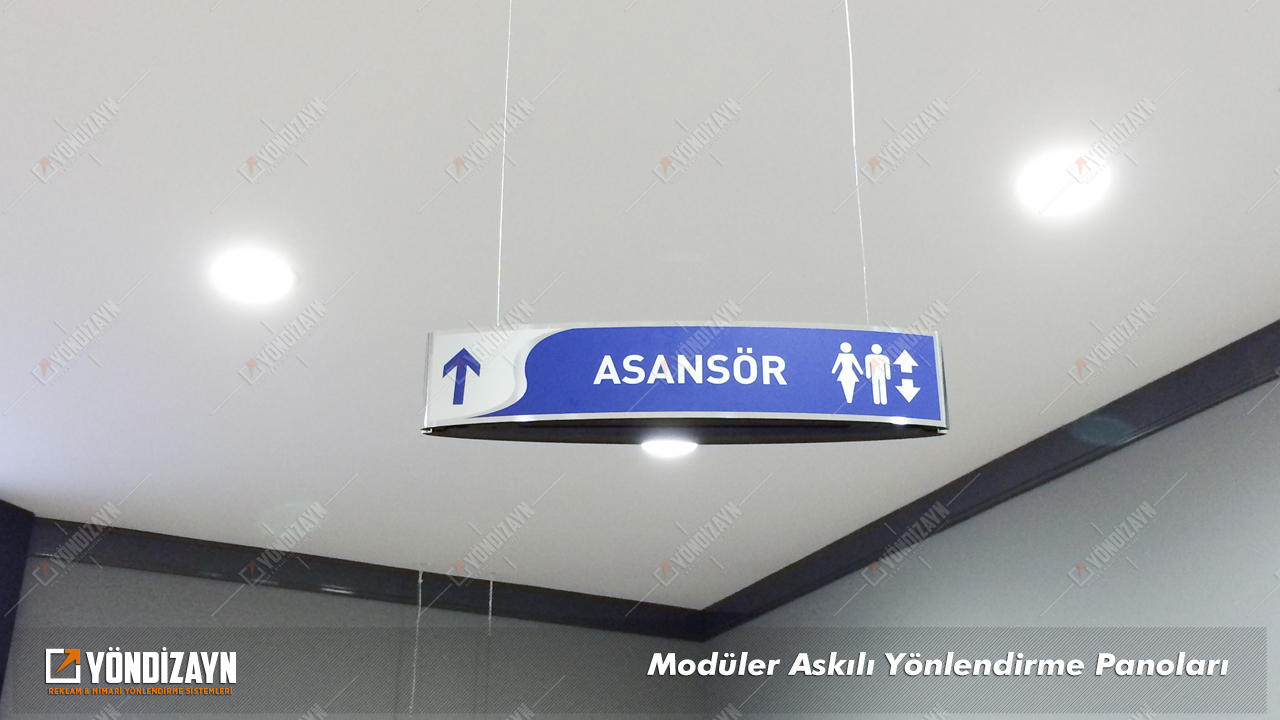 ASANSÖR
YÖNDİZAYN
REKLAM & MİMARİ YÖNLENDİRME SİSTEMLERİ
Modüler Askılı Yönlendirme Panoları